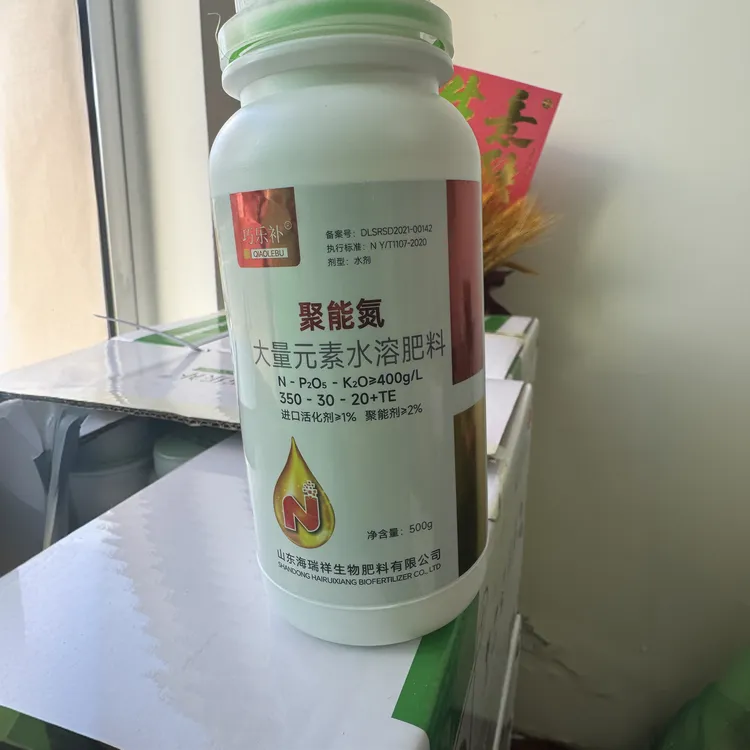 巧乐补®
QIAOLEBU
备案号：DLSRSD2021-00142
执行标准：N Y/T1107-2020
剂型：水剂
聚能氮
大量元素水溶肥料
N - P₂O₅ - K₂O≥400g/L
350 - 30 - 20+TE
进口活化剂≥1% 聚能剂≥2%
N
净含量：500g
山东海瑞祥生物肥料有限公司
SHANDONG HAIRUIXIANG BIOFERTILIZER CO., LTD
素